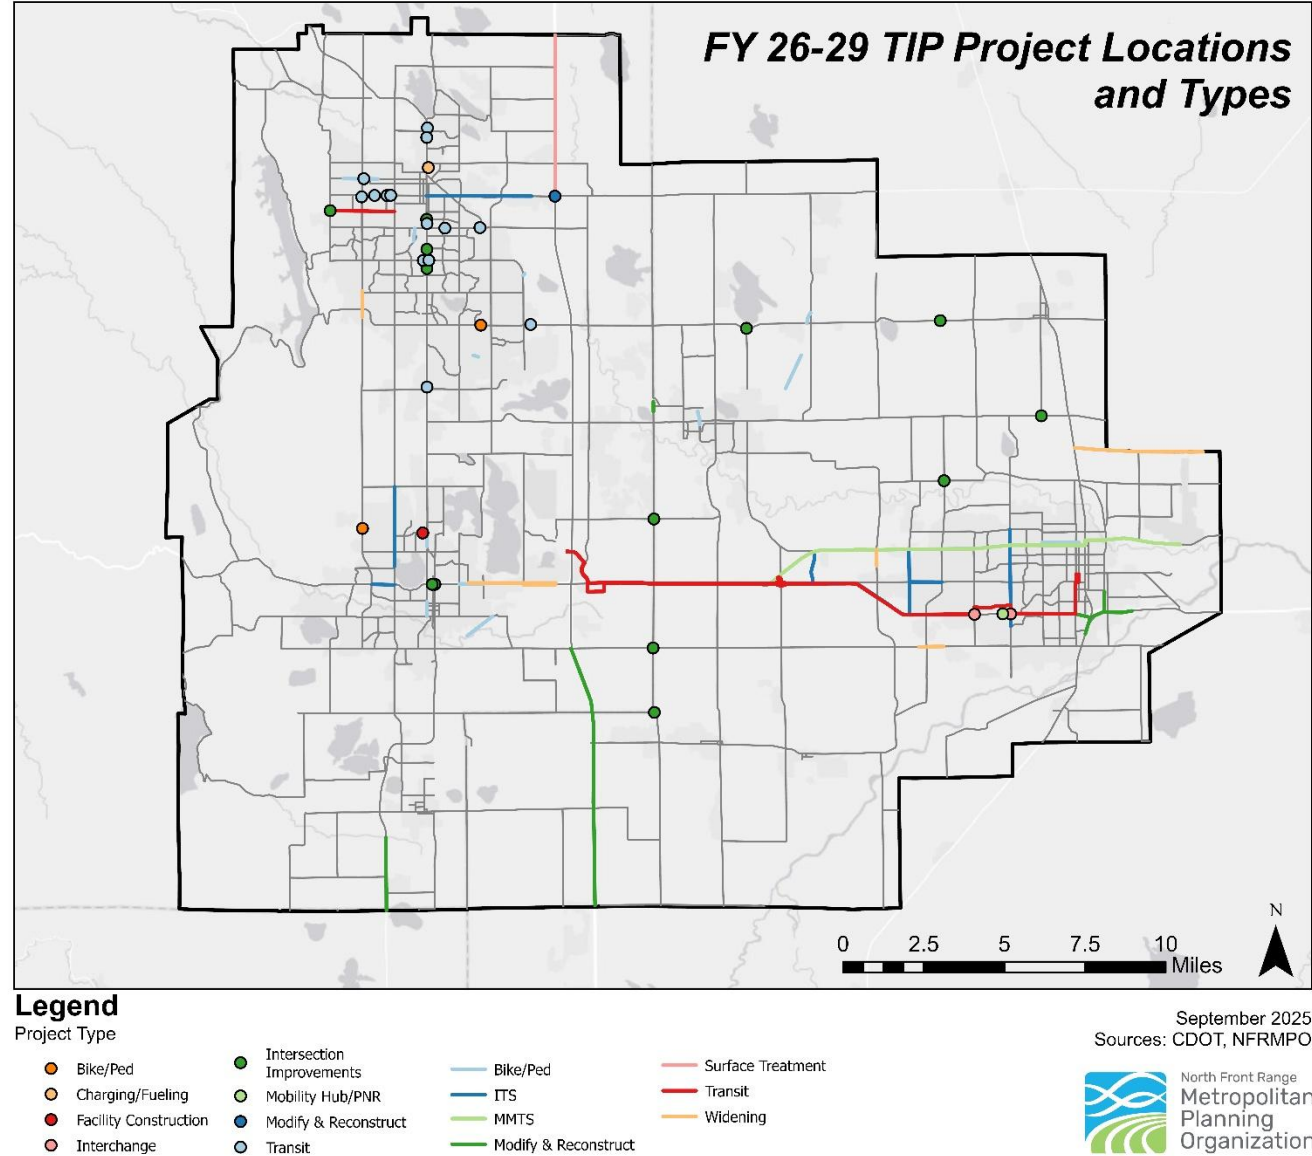 FY 26-29 TIP Project Locations
and Types
N
0 2.5 5 7.5 10
Miles
Legend
Project Type
Bike/Ped
Charging/Fueling
Facility Construction
Interchange
Intersection
Improvements
Mobility Hub/PNR
Modify & Reconstruct
Transit
Bike/Ped
ITS
MMTS
Modify & Reconstruct
Surface Treatment
Transit
Widening
September 2025
Sources: CDOT, NFRMPO
North Front Range
Metropolitan
Planning
Organization